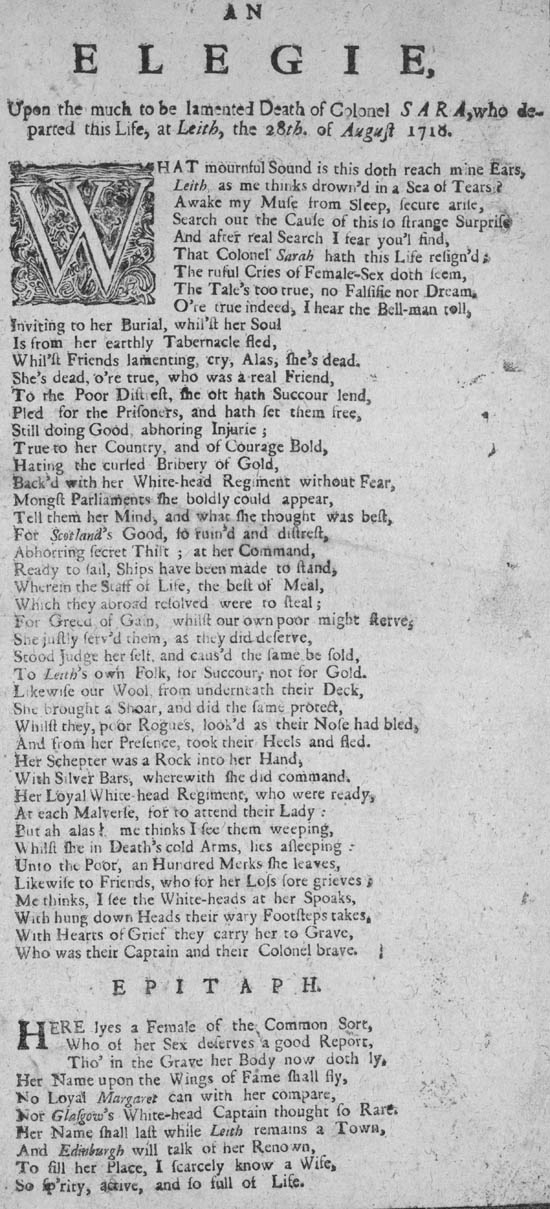 AN
ELEGIE,
Upon the much to be lamented Death of Colonel SARA, who de-
parted this Life, at Leith, the 28th. of Auguſt 1718.
WHAT mournful Sound is this doth reach mine Ears,
Leith, as me thinks drown'd in a Sea of Tears?
Awake my Muſe from Sleep, ſecure ariſe,
Search out the Cauſe of this ſo ſtrange Surpriſe
And after real Search I fear you'l find,
That Colonel Sarah hath this Life reſign'd;
The ruful Cries of Female-Sex doth ſeem,
The Tale's too true, no Falſifie nor Dream.
O're true indeed, I hear the Bell-man toll,
Inviting to her Burial, whil'ſt her Soul
Is from her earthly Tabernacle fled,
Whil'ſt Friends lamenting, cry, Alas, ſhe's dead.
She's dead, o're true, who was a real Friend,
To the Poor Diſtreſt, ſhe oft hath Succour lend,
Pled for the Priſoners, and hath ſet them free,
Still doing Good, abhoring Injurie;
True to her Country, and of Courage Bold,
Hating the curſed Bribery of Gold,
Back'd with her White-head Regiment without Fear,
Mongſt Parliaments ſhe boldly could appear,
Tell them her Mind, and what ſhe thought was beſt,
For Scotland's Good, ſo ruin'd and diſtreſt,
Abhorring ſecret Thift; at her Command,
Ready to ſail, Ships have been made to ſtand,
Wherein the Staff of Life, the beſt of Meal,
Which they abroad reſolved were to ſteal;
For Greed of Gain, whilſt our own poor might ſterve,
She juſtly ſerv'd them, as they did deſerve,
Stood Judge her ſelf, and caus'd the ſame be ſold,
To Leith's own Folk, for Succour, not for Gold.
Likewiſe our Wool, from underneath their Deck,
She brought a Shoar, and did the ſame proteſt,
Whilſt they, poor Rogues, look'd as their Noſe had bled,
And from her Preſence, took their Heels and fled.
Her Schepter was a Rock into her Hand,
With Silver Bars, wherewith ſhe did command.
Her Loyal White-head Regiment, who were ready,
At each Malverſe, for to attend their Lady:
But ah alas! me thinks I ſee them weeping,
Whilſt ſhe in Death's cold Arms, lies aſleeping:
Unto the Poor, an Hundred Merks ſhe leaves,
Likewiſe to Friends, who for her Loſs ſore grieves;
Me thinks, I ſee the White-heads at her Spoaks,
With hung down Heads their wary Footſteps takes,
With Hearts of Grief they carry her to Grave,
Who was their Captain and their Colonel brave.
EPITAPH.
HERE lyes a Female of the Common Sort,
Who of her Sex deſerves a good Report,
Tho' in the Grave her Body now doth ly,
Her Name upon the Wings of Fame ſhall fly,
No Loyal Margaret can with her compare,
Nor Glaſgow's White-head Captain thought ſo Rare.
Her Name ſhall laſt while Leith remains a Town,
And Edinburgh will talk of her Renown,
To fill her Place, I ſcarcely know a Wife,
So ſp'rity, active, and ſo full of Life.